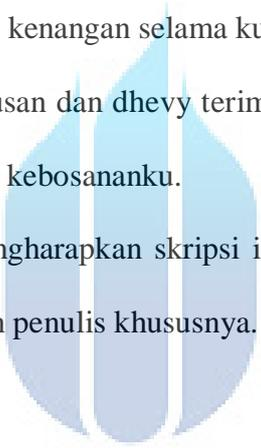 kenangan selama ku
usan dan dhevy terim
kebosananku.
ngharapkan skripsi i
n penulis khususnya.